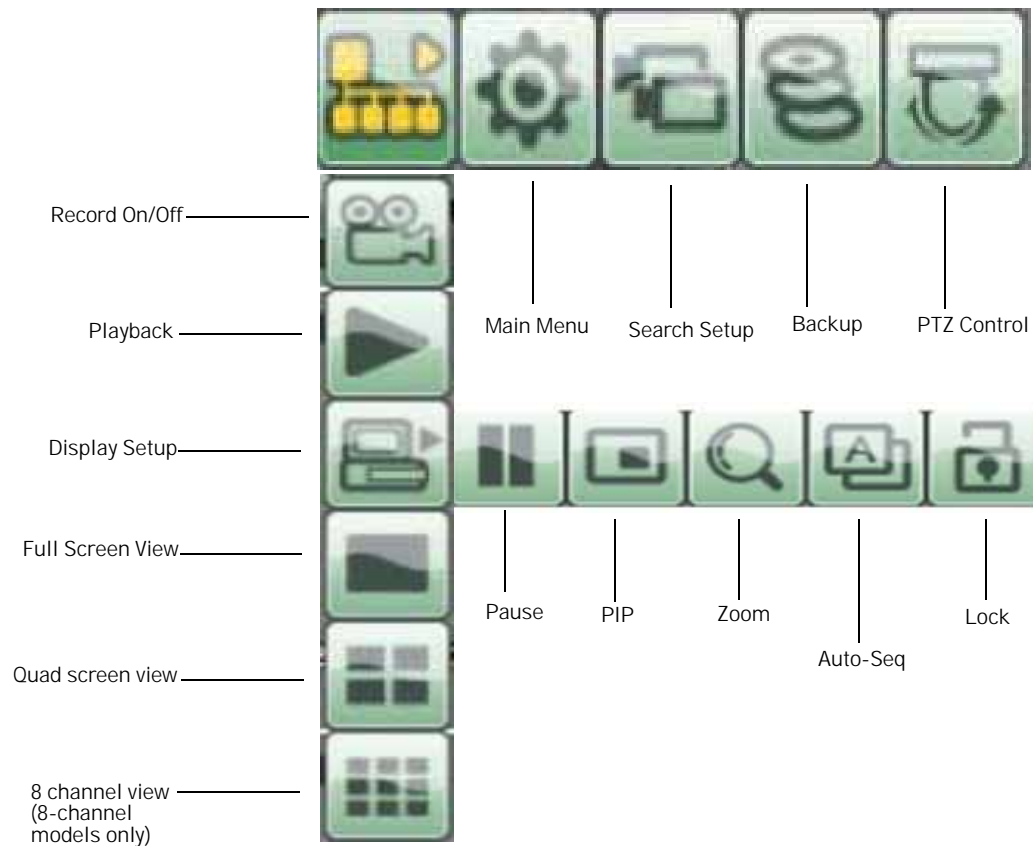 Record On/Off
Main Menu
Search Setup
Backup
PTZ Control
Playback
Display Setup
A
Full Screen View
Pause
PIP
Zoom
Auto-Seq
Lock
Quad screen view
8 channel view
(8-channel
models only)